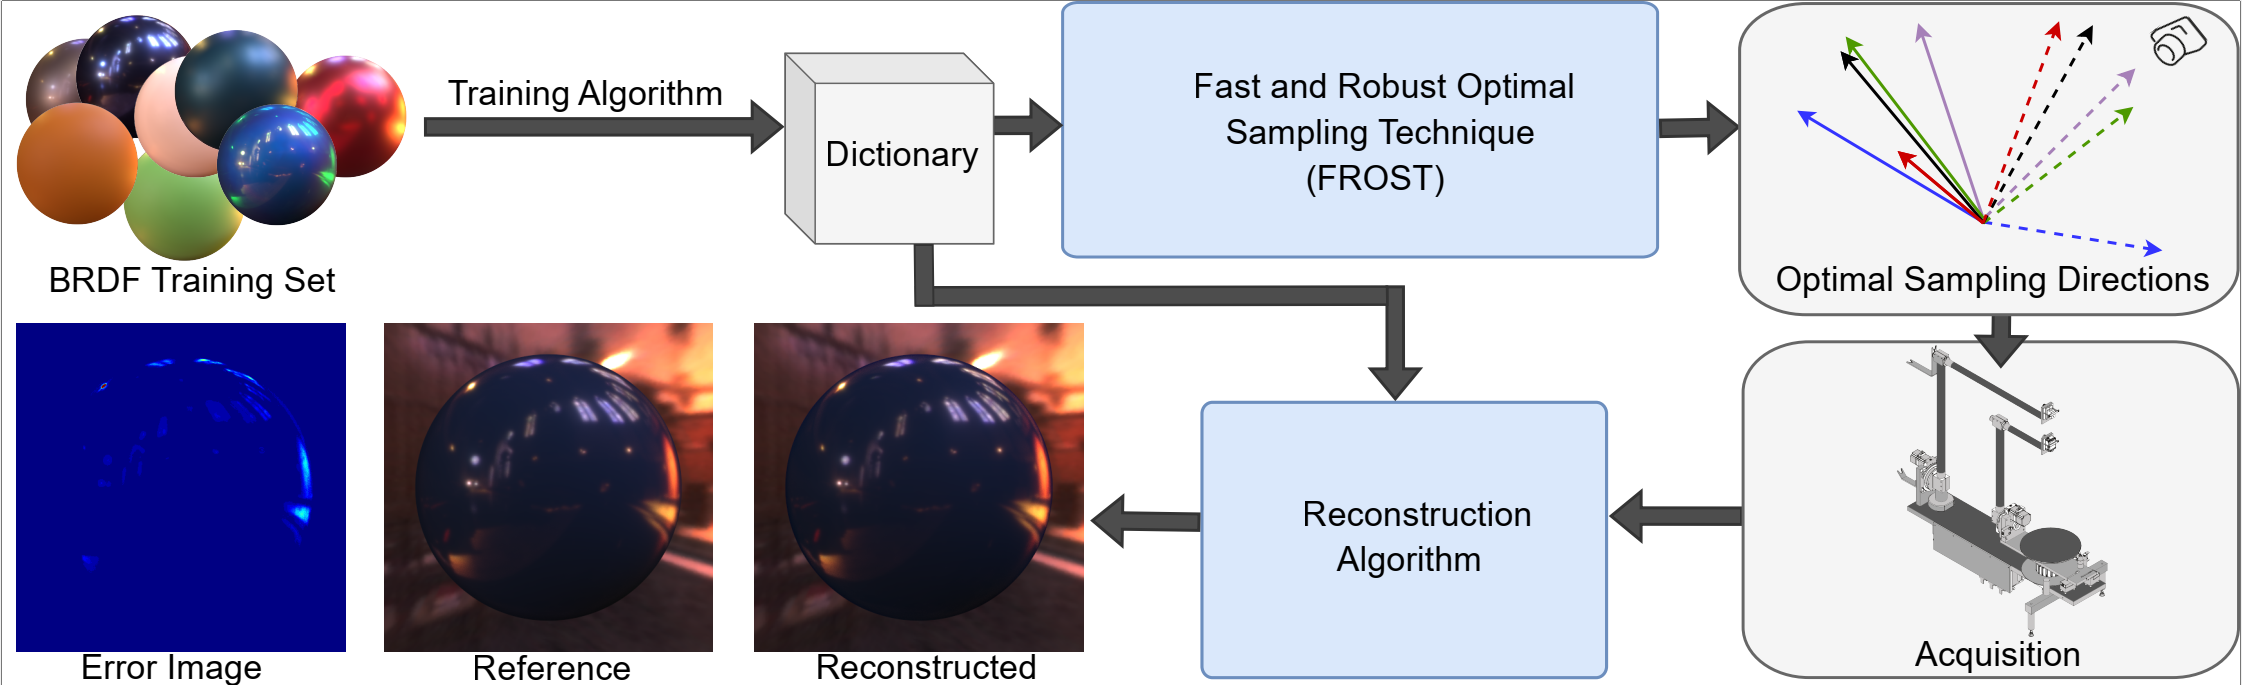 Training Algorithm
BRDF Training Set
Dictionary
Fast and Robust Optimal
Sampling Technique
(FROST)
Optimal Sampling Directions
Acquisition
Reconstruction
Algorithm
Reconstructed
Reference
Error Image